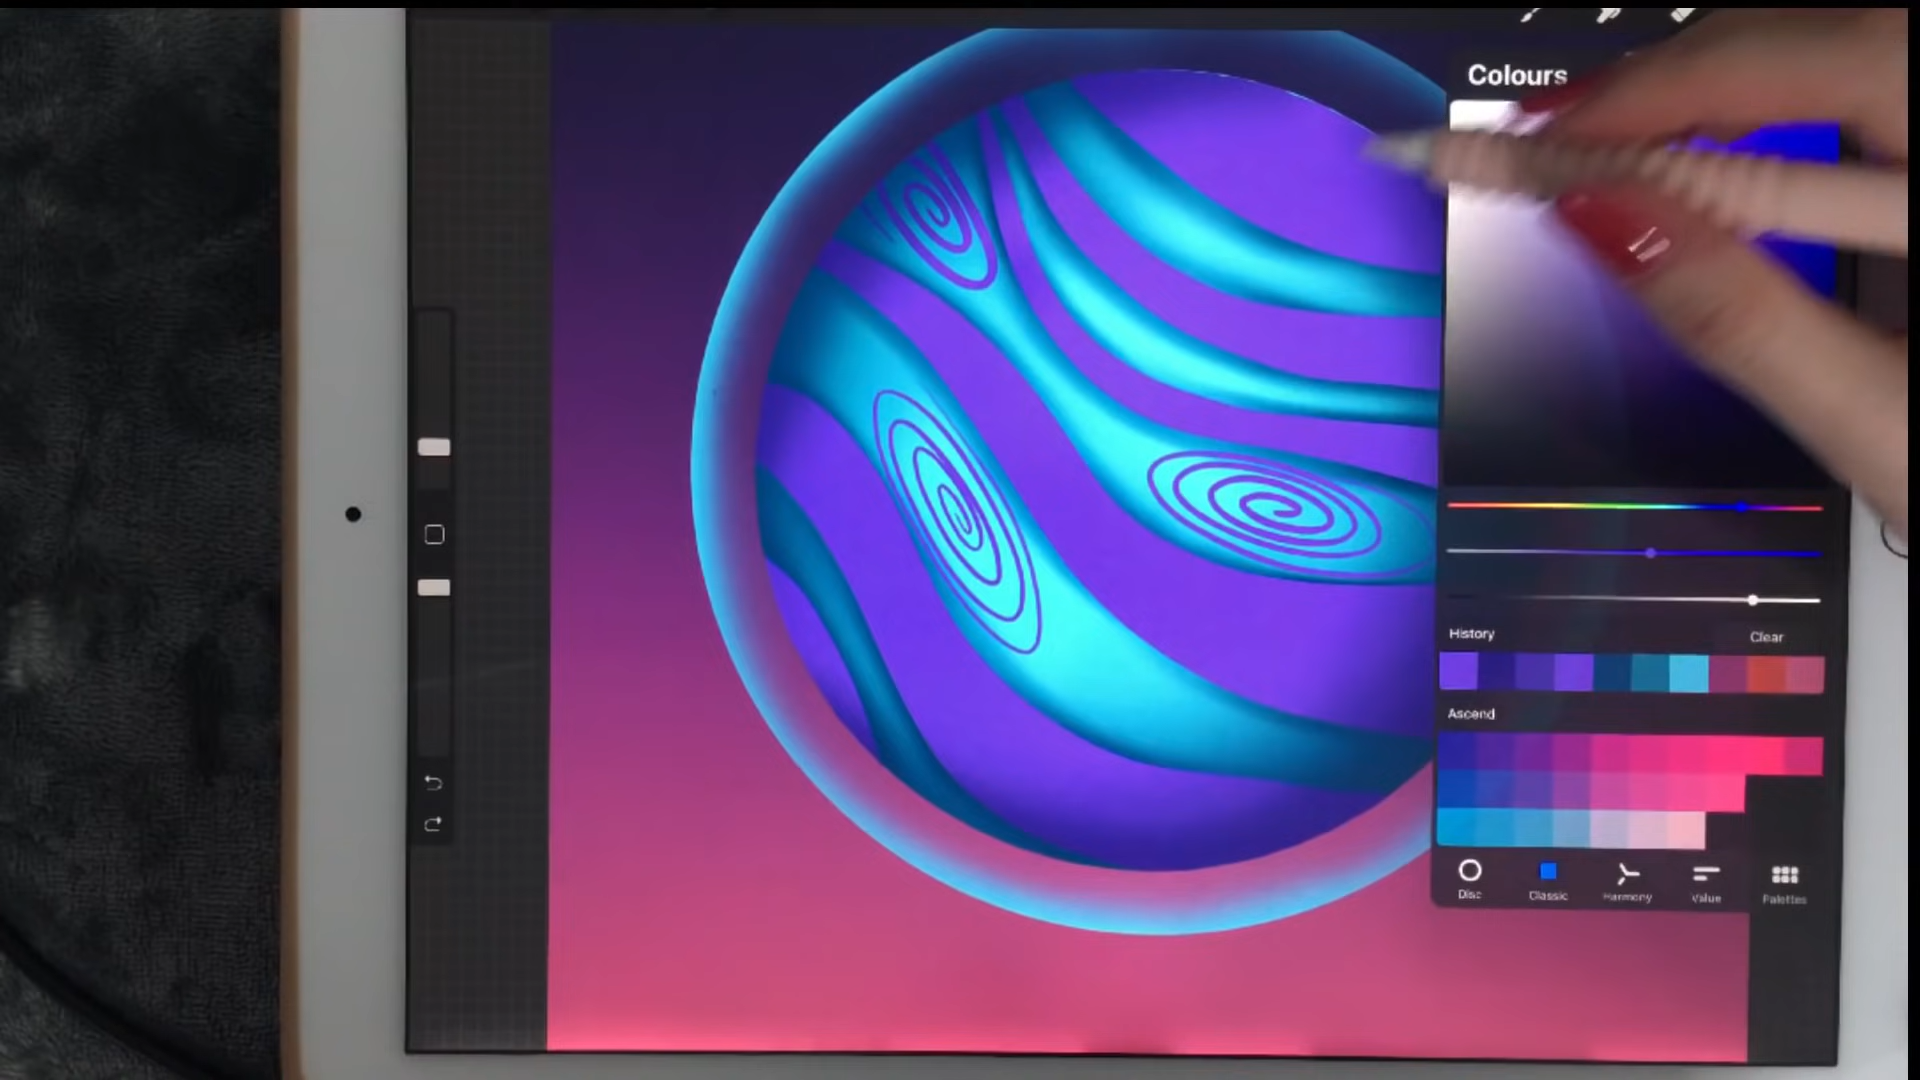 Colours
History
Clear
Ascend
Disc
Classic
Harmony
Value
Palettes